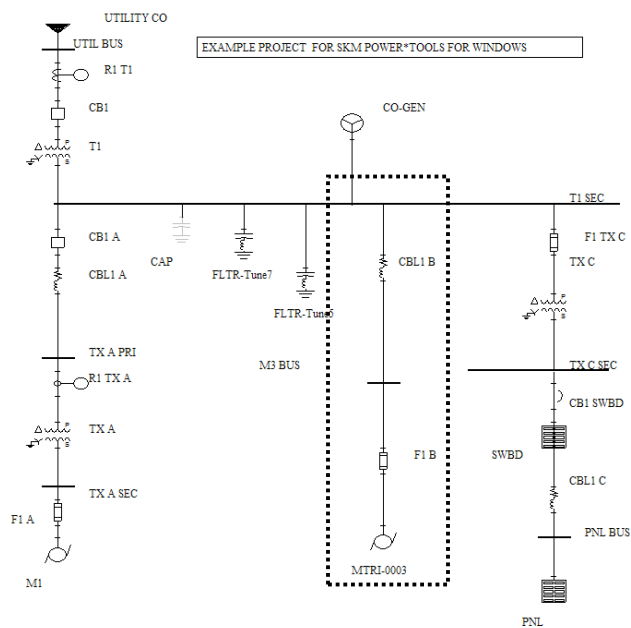 UTILITY CO
UTIL BUS
EXAMPLE PROJECT FOR SKM POWER*TOOLS FOR WINDOWS
R1 T1
CB1
CO-GEN
P
T1
S
T1 SEC
CB1 A
F1 TX C
CAP
CBL1 A
FLTR-Tune7
CBL1 B
TX C
P
FLTR-Tune5
S
TX A PRI
M3 BUS
TX C SEC
R1 TX A
CB1 SWBD
P
TX A
S
F1 B
SWBD
CBL1 C
TX A SEC
F1 A
PNL BUS
M1
MTRI-0003
PNL